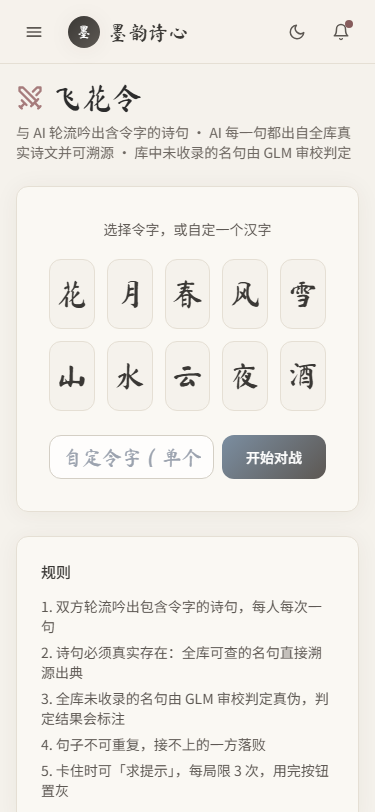 墨 墨韵诗心
飞花令
与 AI 轮流吟出含令字的诗句 · AI 每一句都出自全库真
实诗文并可溯源 · 库中未收录的名句由 GLM 审校判定
选择令字，或自定一个汉字
花 月 春 风 雪
山 水 云 夜 酒
自定令字（单个 开始对战
规则
1. 双方轮流吟出包含令字的诗句，每人每次一
句
2. 诗句必须真实存在：全库可查的名句直接溯
源出典
3. 全库未收录的名句由 GLM 审校判定真伪，判
定结果会标注
4. 句子不可重复，接不上的一方落败
5. 卡住时可「求提示」，每局限 3 次，用完按钮
置灰